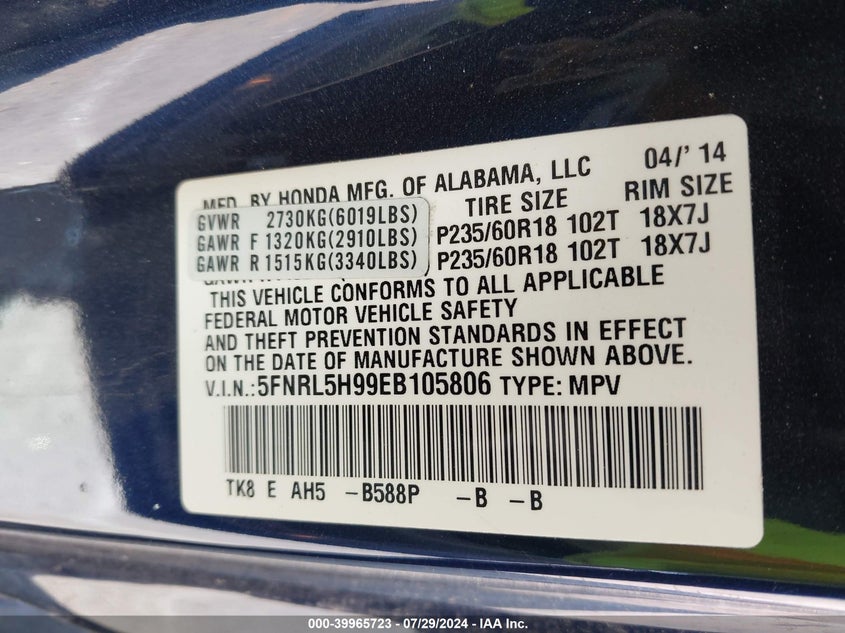 MFD. BY HONDA MFG. OF ALABAMA, LLC 04/' 14
TIRE SIZE RIM SIZE
GVWR 2730KG(6019LBS)
GAWR F 1320KG(2910LBS) P235/60R18 102T 18X7J
GAWR R 1515KG(3340LBS) P235/60R18 102T 18X7J
THIS VEHICLE CONFORMS TO ALL APPLICABLE
FEDERAL MOTOR VEHICLE SAFETY
AND THEFT PREVENTION STANDARDS IN EFFECT
ON THE DATE OF MANUFACTURE SHOWN ABOVE.
V.I.N.: 5FNRL5H99EB105806 TYPE: MPV
TK8 E AH5 -B588P -B -B
000-39965723 - 07/29/2024 - IAAI.com